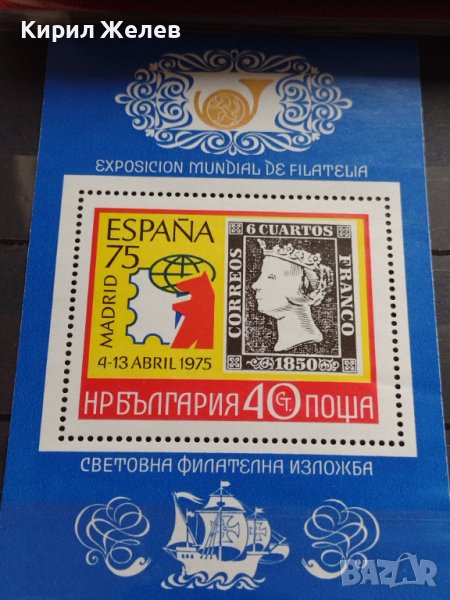 Кирил Желев
EXPOSICION MUNDIAL DE FILATELIA
ESPAÑA
75
MADRID
4-13 ABRIL 1975
6 CUARTOS
CORREOS
FRANCO
1850
НРБЪЛГАРИЯ 40 СТ. ПОЩА
СВЕТОВНА ФИЛАТЕЛНА ИЗЛОЖБА
BAZAR